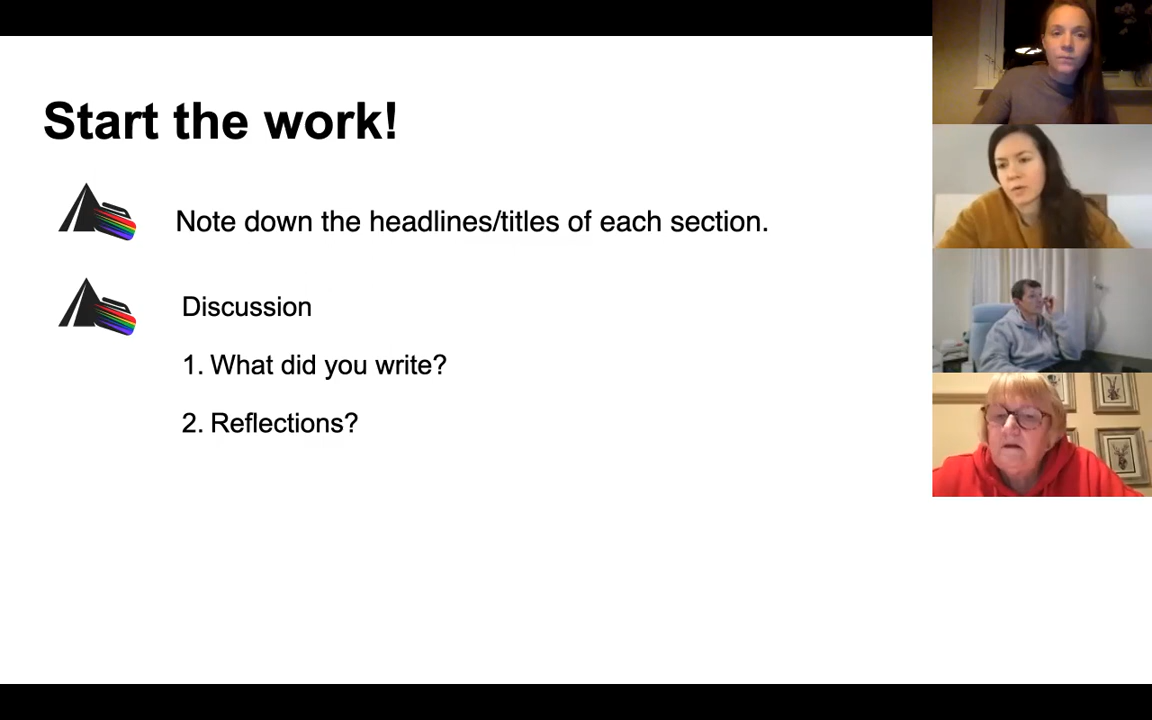 Start the work!
Note down the headlines/titles of each section.
Discussion
1. What did you write?
2. Reflections?